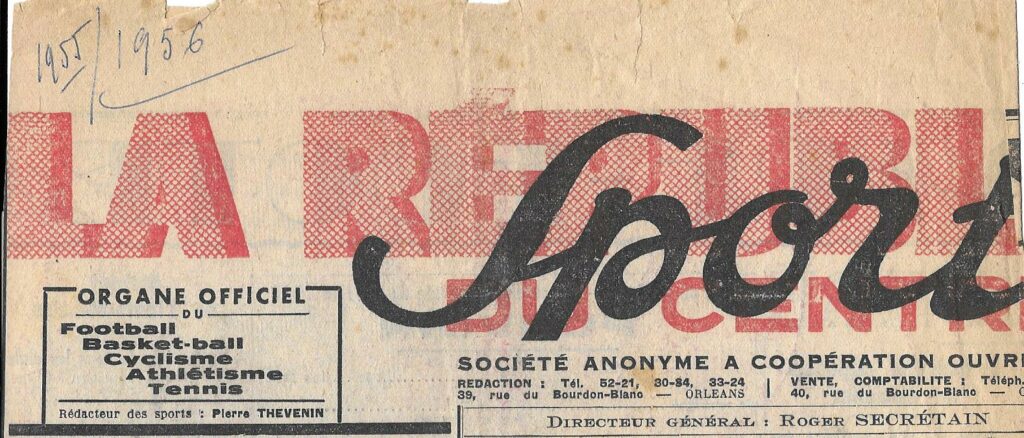 1955/1956
LA RÉPUBL
Sport
DU CENTR
ORGANE OFFICIEL
DU
Football
Basket-ball
Cyclisme
Athlétisme
Tennis
Rédacteur des sports : Pierre THEVENIN
SOCIÉTÉ ANONYME A COOPÉRATION OUVR
REDACTION : Tél. 52-21, 30-84, 33-24
39, rue du Bourdon-Blanc — ORLEANS
VENTE, COMPTABILITE : Téléph.
40, rue du Bourdon-Blanc —
DIRECTEUR GÉNÉRAL : ROGER SECRÉTAIN